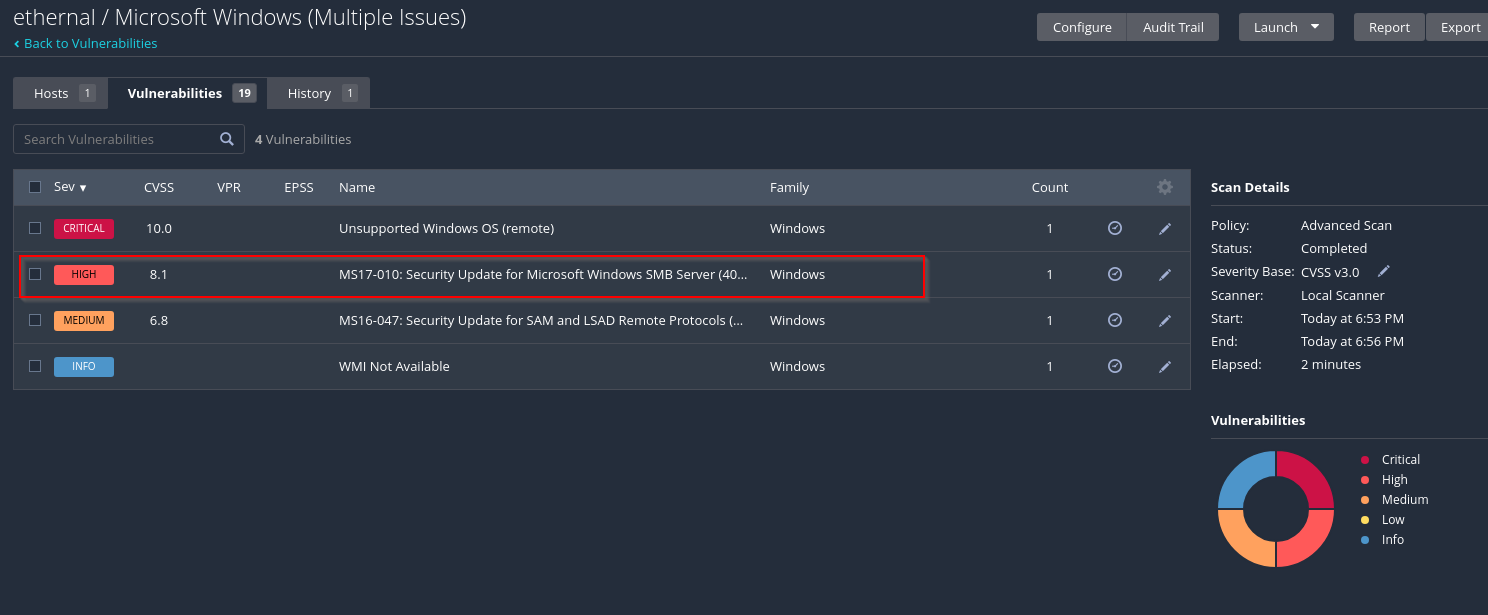 ethernal / Microsoft Windows (Multiple Issues)
‹ Back to Vulnerabilities
Configure Audit Trail Launch ▼ Report Export
Hosts 1 Vulnerabilities 19 History 1
Search Vulnerabilities 4 Vulnerabilities
Sev ▼ CVSS VPR EPSS Name Family Count
CRITICAL 10.0 Unsupported Windows OS (remote) Windows 1
HIGH 8.1 MS17-010: Security Update for Microsoft Windows SMB Server (40... Windows 1
MEDIUM 6.8 MS16-047: Security Update for SAM and LSAD Remote Protocols (... Windows 1
INFO WMI Not Available Windows 1
Scan Details
Policy: Advanced Scan
Status: Completed
Severity Base: CVSS v3.0
Scanner: Local Scanner
Start: Today at 6:53 PM
End: Today at 6:56 PM
Elapsed: 2 minutes
Vulnerabilities
Critical
High
Medium
Low
Info